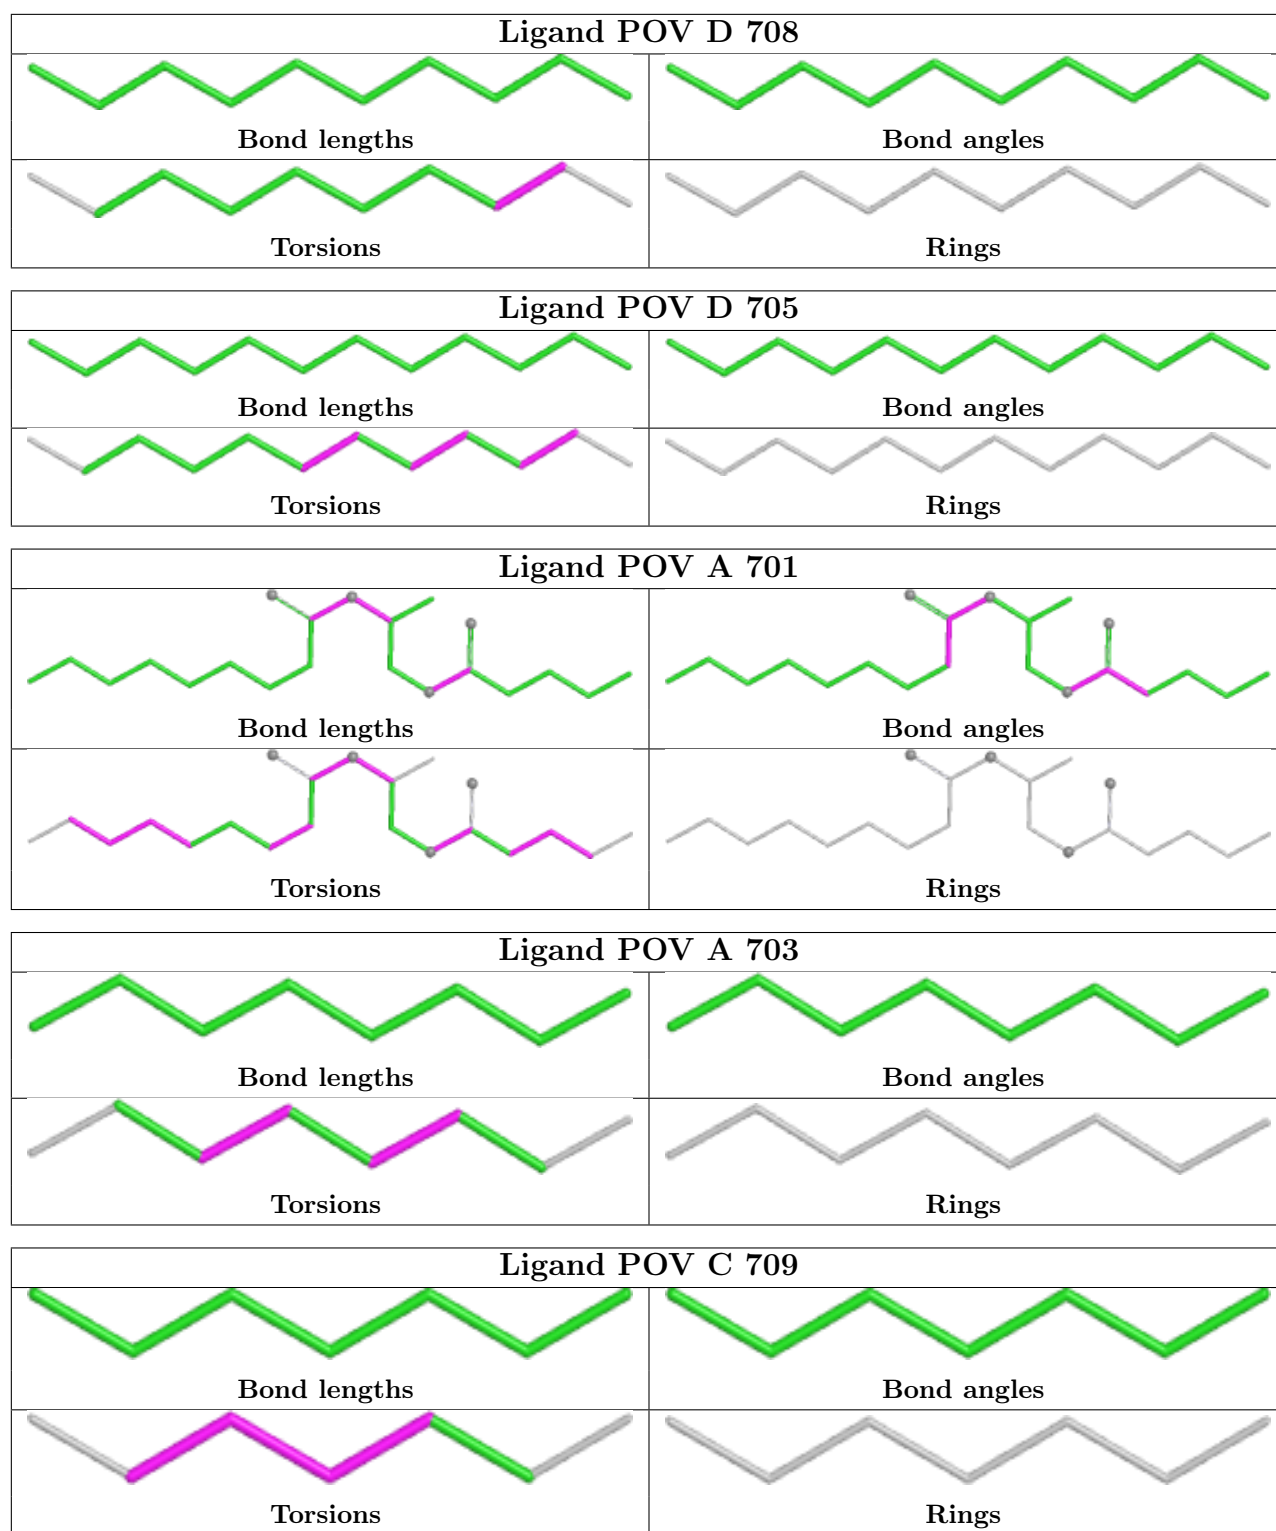 Ligand POV D 708
Bond lengths
Bond angles
Torsions
Rings
Ligand POV D 705
Bond lengths
Bond angles
Torsions
Rings
Ligand POV A 701
Bond lengths
Bond angles
Torsions
Rings
Ligand POV A 703
Bond lengths
Bond angles
Torsions
Rings
Ligand POV C 709
Bond lengths
Bond angles
Torsions
Rings